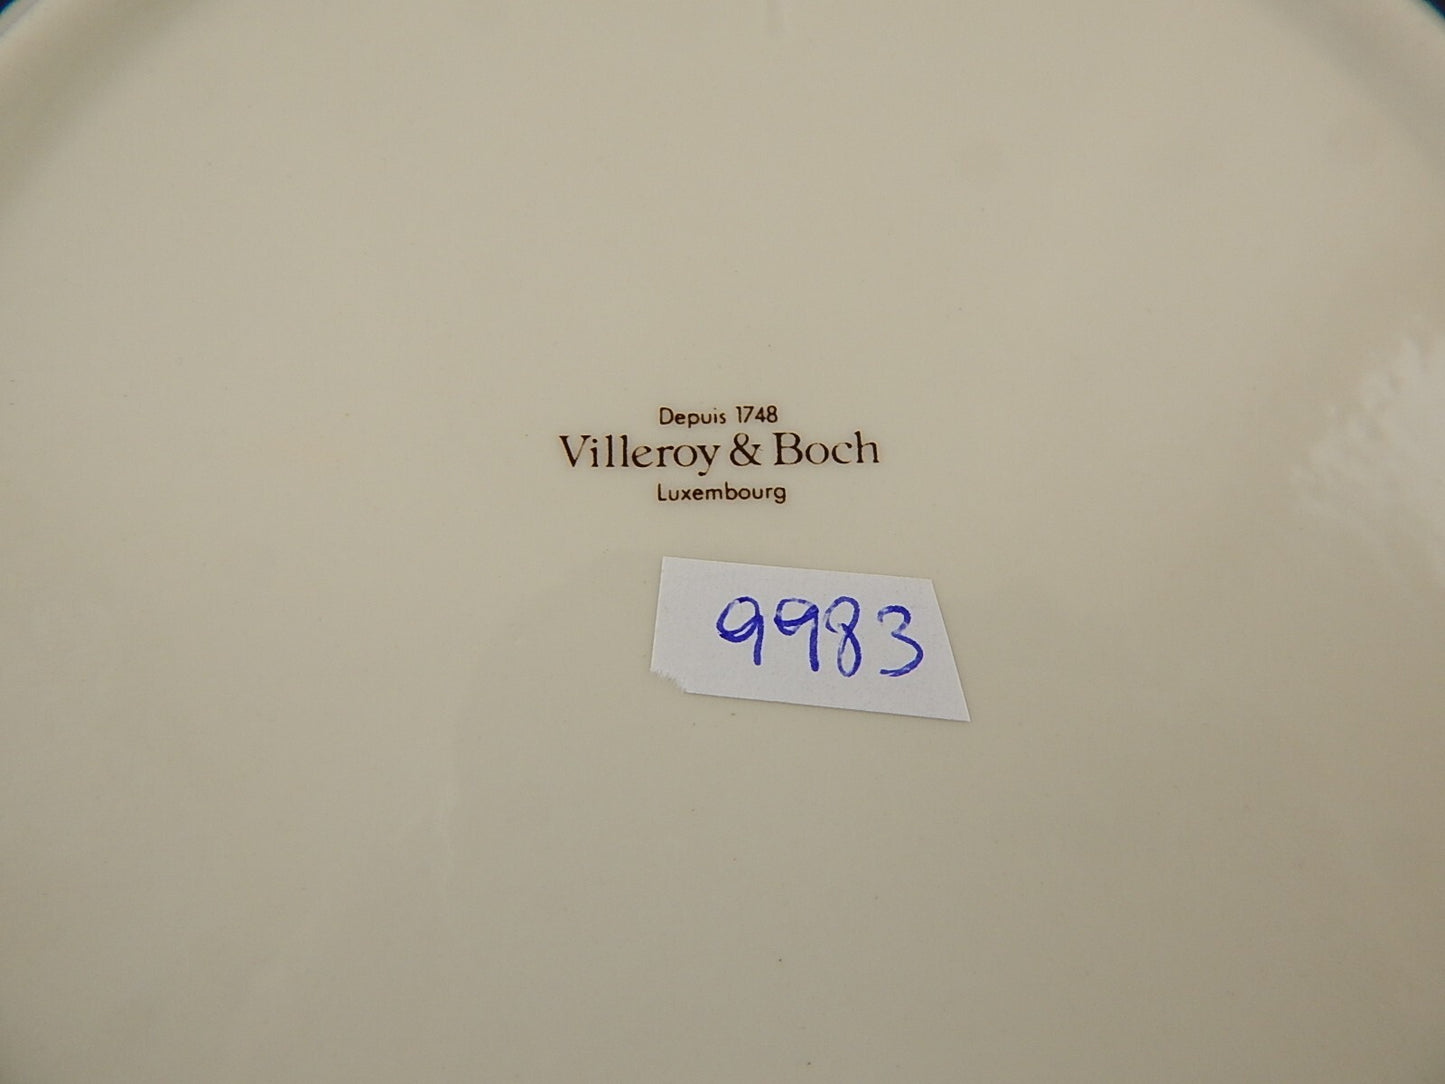 Depuis 1748
Villeroy & Boch
Luxembourg
9983